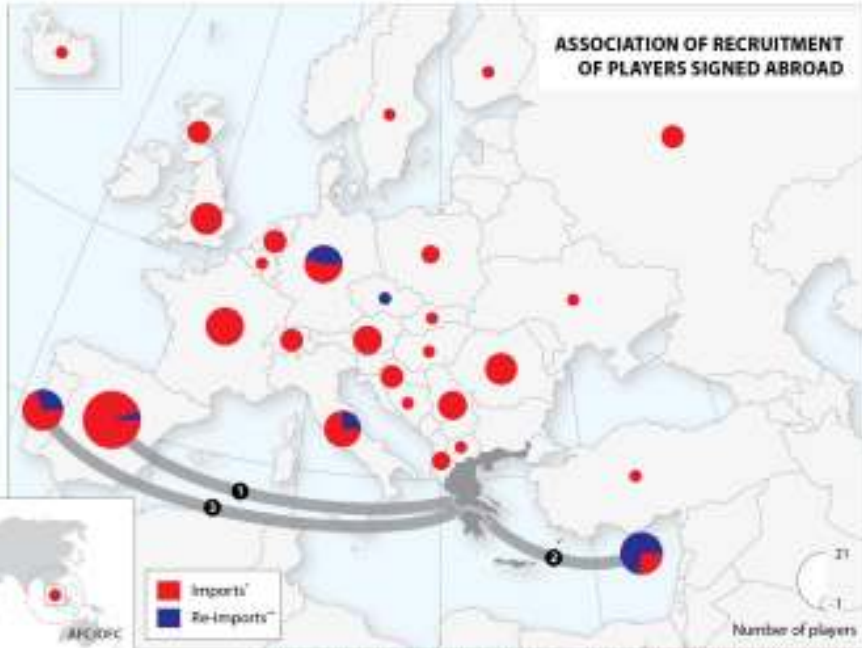 ASSOCIATION OF RECRUITMENT
OF PLAYERS SIGNED ABROAD
1
3
2
Imports*
Re-imports**
AFC/OFC
21
1
Number of players